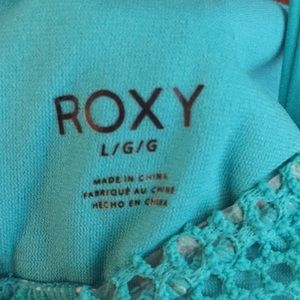 ROXY
L/G/G
MADE IN CHINA
FABRIQUÉ AU CHINE
HECHO EN CHINA